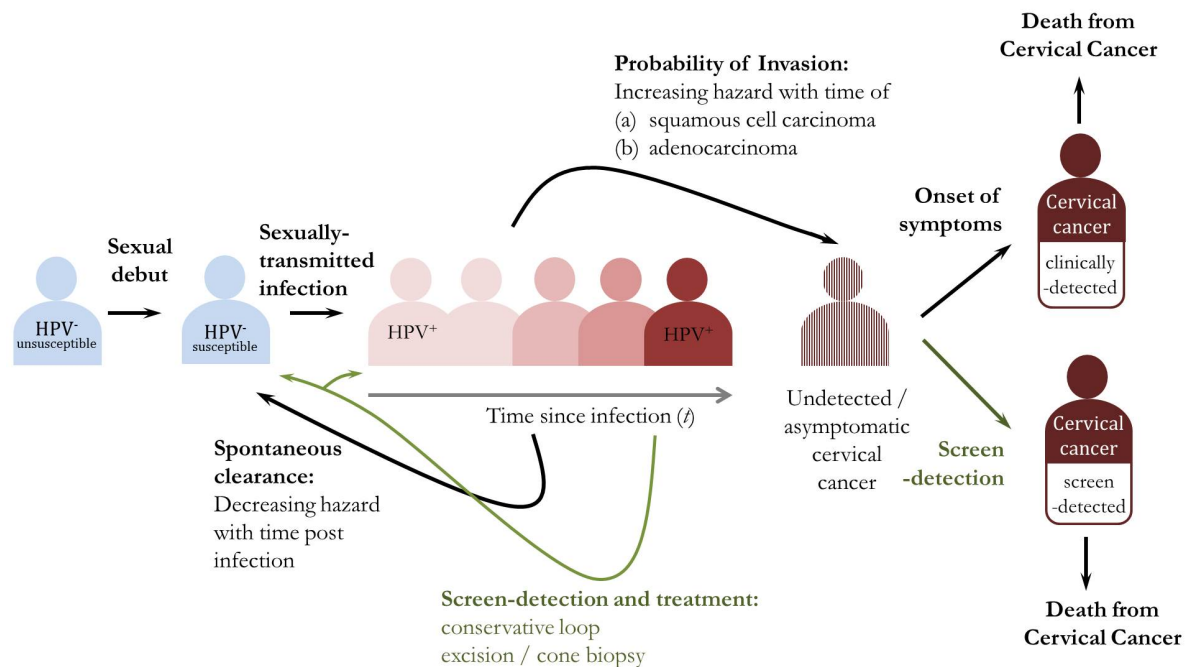 Death from
Cervical Cancer
Probability of Invasion:
Increasing hazard with time of
(a) squamous cell carcinoma
(b) adenocarcinoma
Onset of
symptoms
Cervical
cancer
clinically
-detected
Sexual
debut
Sexually-
transmitted
infection
HPV-
unsusceptible
HPV-
susceptible
HPV+
HPV+
Time since infection (t)
Undetected /
asymptomatic
cervical
cancer
Screen
-detection
Cervical
cancer
screen
-detected
Spontaneous
clearance:
Decreasing hazard
with time post
infection
Screen-detection and treatment:
conservative loop
excision / cone biopsy
Death from
Cervical Cancer